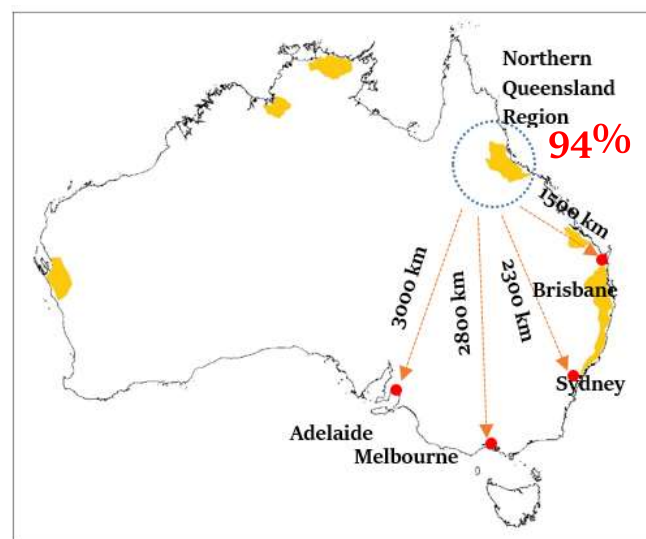 Northern
Queensland
Region
94%
1500 km
3000 km
2800 km
2300 km
Brisbane
Sydney
Adelaide
Melbourne